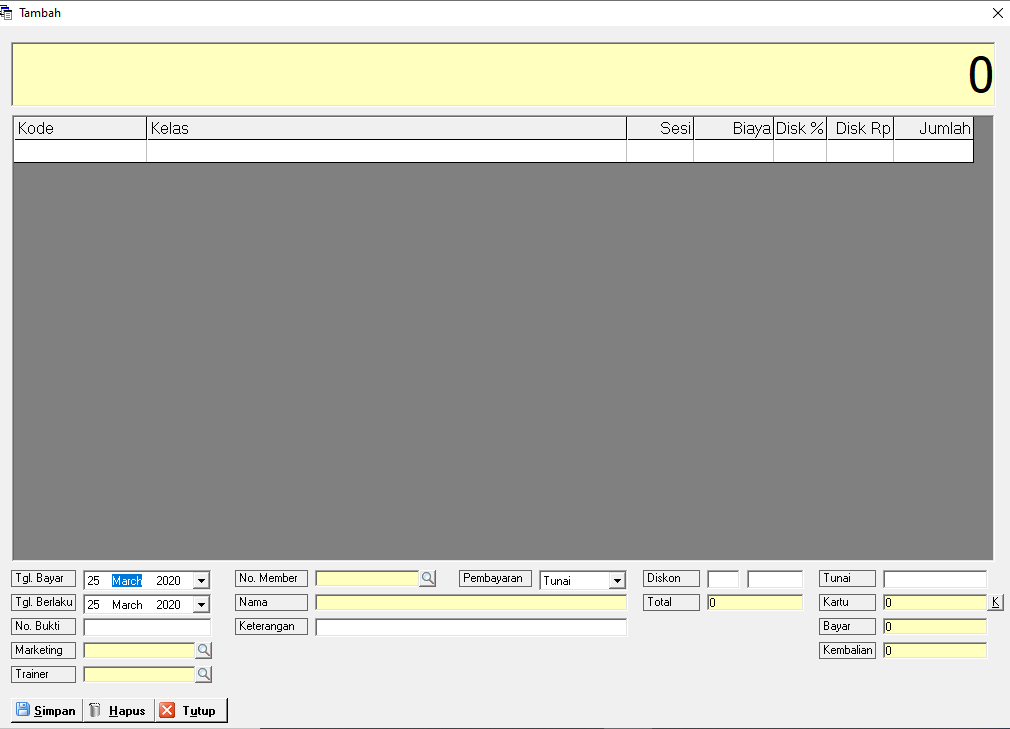 Tambah
0
Kode Kelas Sesi Biaya Disk % Disk Rp Jumlah
Tgl. Bayar 25 March 2020 No. Member Pembayaran Tunai Diskon Tunai
Tgl. Berlaku 25 March 2020 Nama Total 0 Kartu 0 K
No. Bukti Keterangan Bayar 0
Marketing Kembalian 0
Trainer
Simpan Hapus Tutup